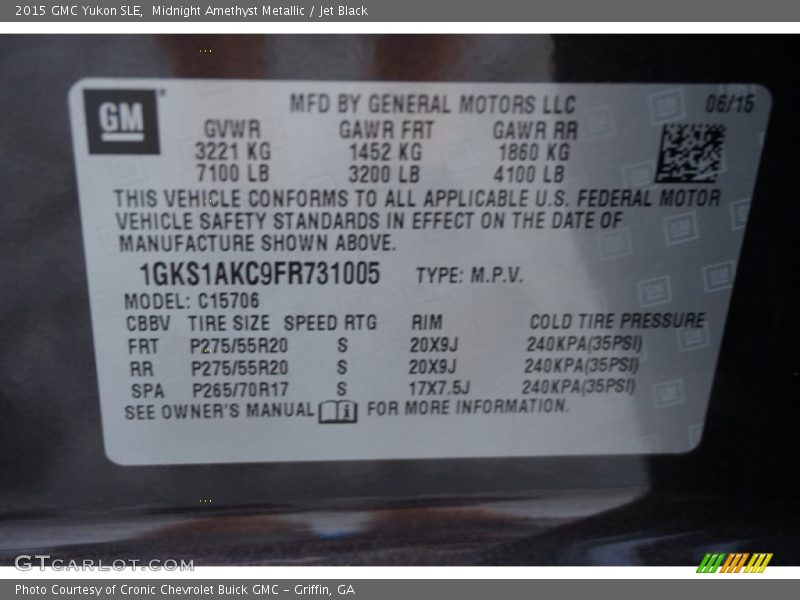 2015 GMC Yukon SLE,  Midnight Amethyst Metallic / Jet Black
GM
MFD BY GENERAL MOTORS LLC 06/15
GVWR GAWR FRT GAWR RR
3221 KG 1452 KG 1860 KG
7100 LB 3200 LB 4100 LB
THIS VEHICLE CONFORMS TO ALL APPLICABLE U.S. FEDERAL MOTOR
VEHICLE SAFETY STANDARDS IN EFFECT ON THE DATE OF
MANUFACTURE SHOWN ABOVE.
1GKS1AKC9FR731005 TYPE: M.P.V.
MODEL: C15706
CBBV TIRE SIZE SPEED RTG RIM COLD TIRE PRESSURE
FRT P275/55R20 S 20X9J 240KPA(35PSI)
RR P275/55R20 S 20X9J 240KPA(35PSI)
SPA P265/70R17 S 17X7.5J 240KPA(35PSI)
SEE OWNER'S MANUAL i FOR MORE INFORMATION.
GTCARLOT.COM
Photo Courtesy of Cronic Chevrolet Buick GMC - Griffin, GA